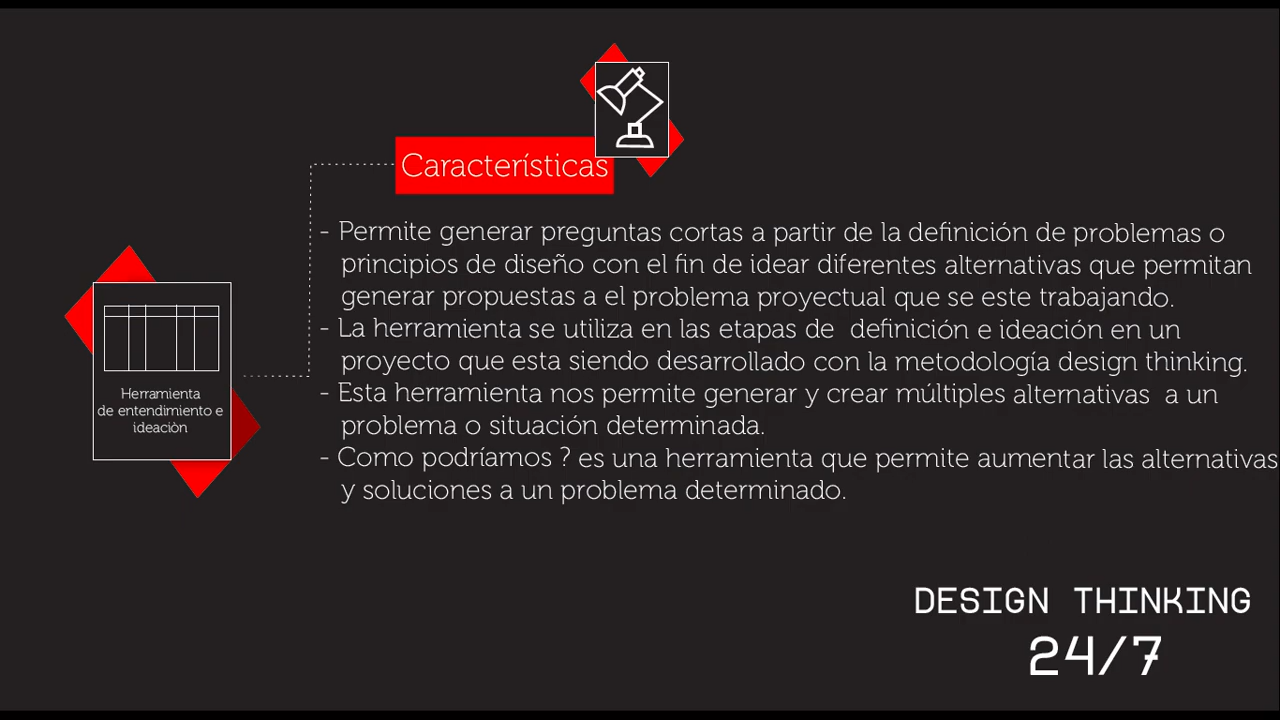 Características
- Permite generar preguntas cortas a partir de la definición de problemas o
principios de diseño con el fin de idear diferentes alternativas que permitan
generar propuestas a el problema proyectual que se este trabajando.
- La herramienta se utiliza en las etapas de  definición e ideación en un
proyecto que esta siendo desarrollado con la metodología design thinking.
- Esta herramienta nos permite generar y crear múltiples alternativas  a un
problema o situación determinada.
- Como podríamos ? es una herramienta que permite aumentar las alternativas
y soluciones a un problema determinado.
Herramienta
de entendimiento e
ideaciòn
DESIGN THINKING
24/7